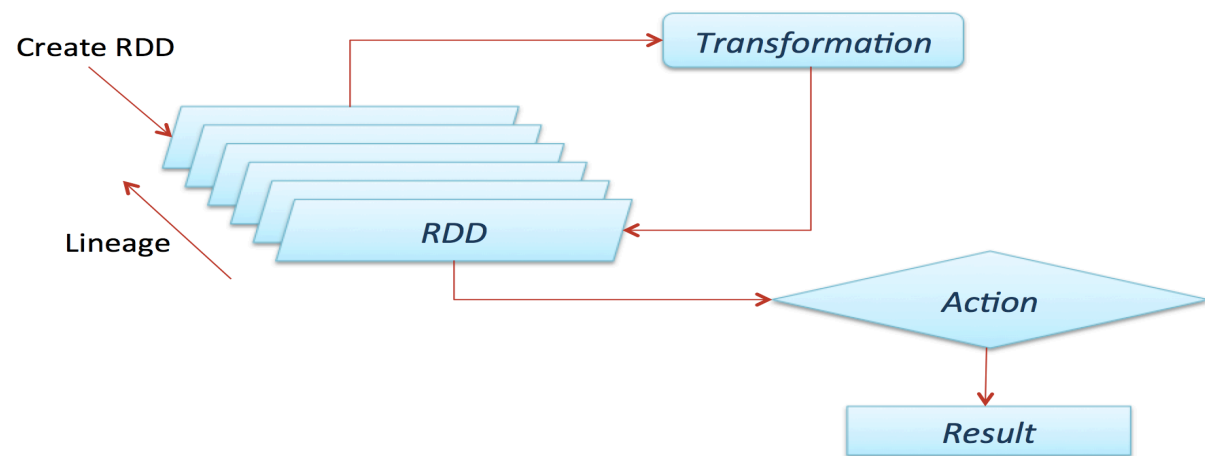 Create RDD
Transformation
Lineage
RDD
Action
Result